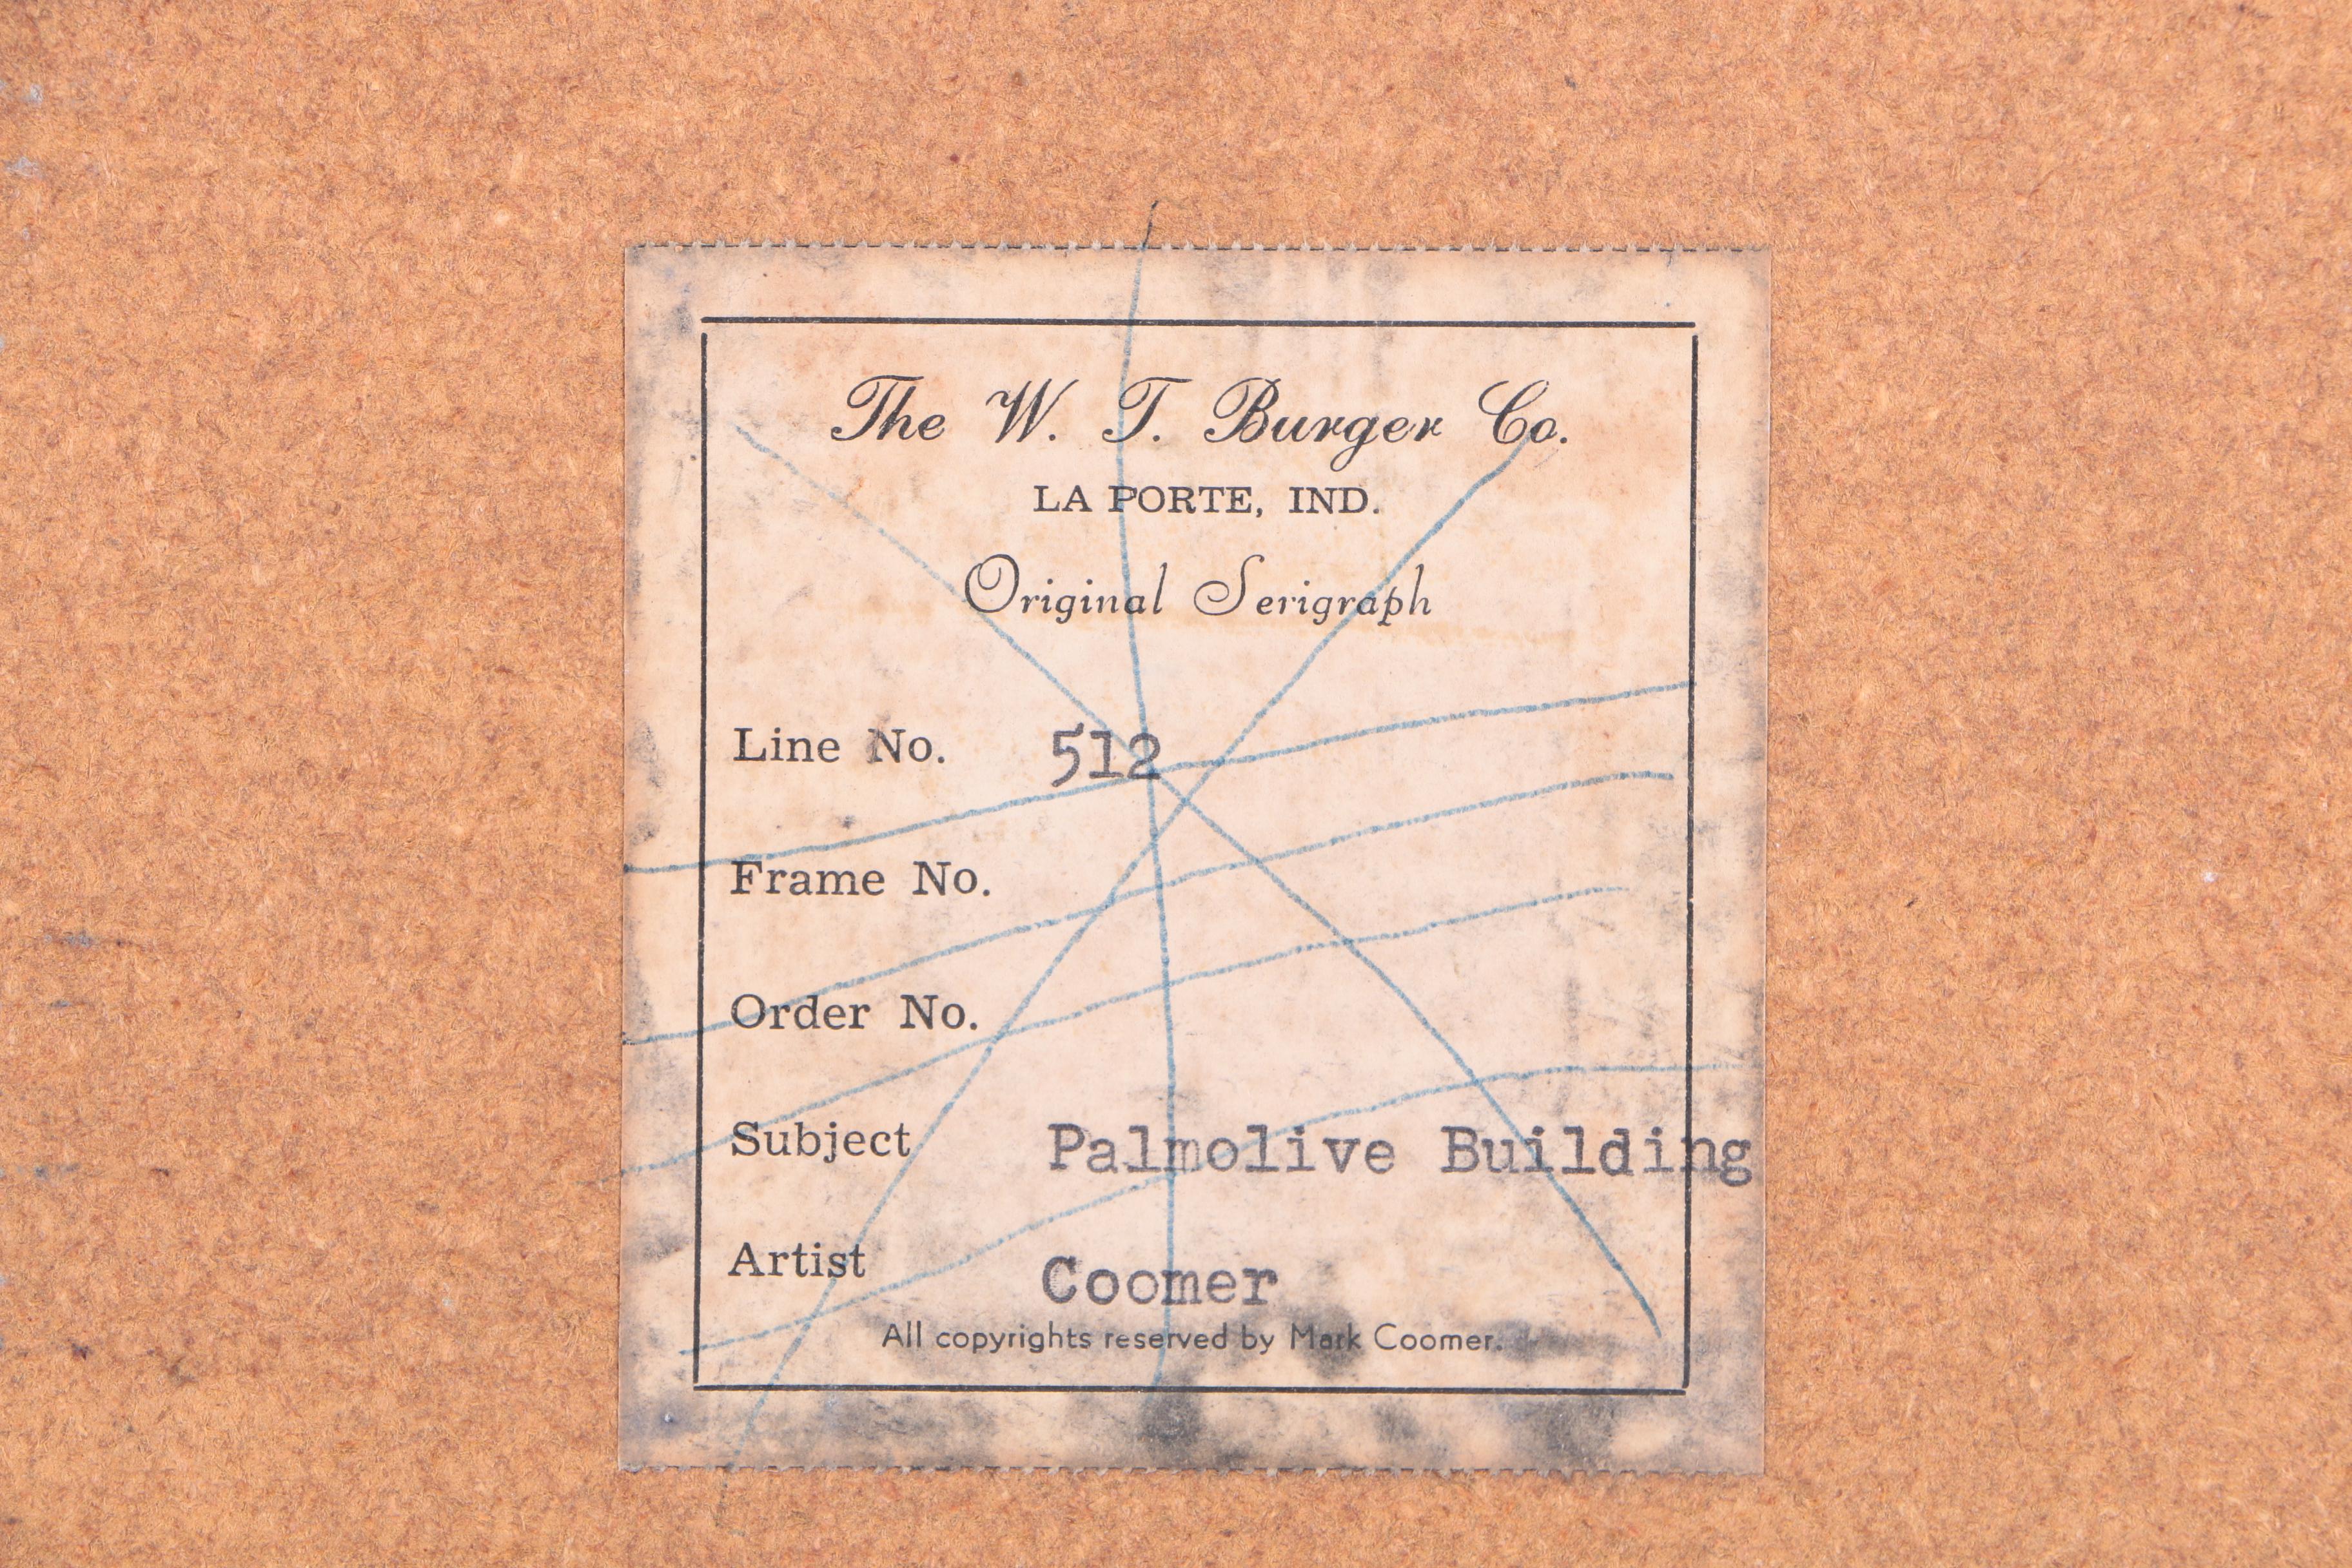 The W. T. Burger Co.
LA PORTE, IND.
Original Serigraph
Line No. 512
Frame No.
Order No.
Subject Palmolive Building
Artist Coomer
All copyrights reserved by Mark Coomer.